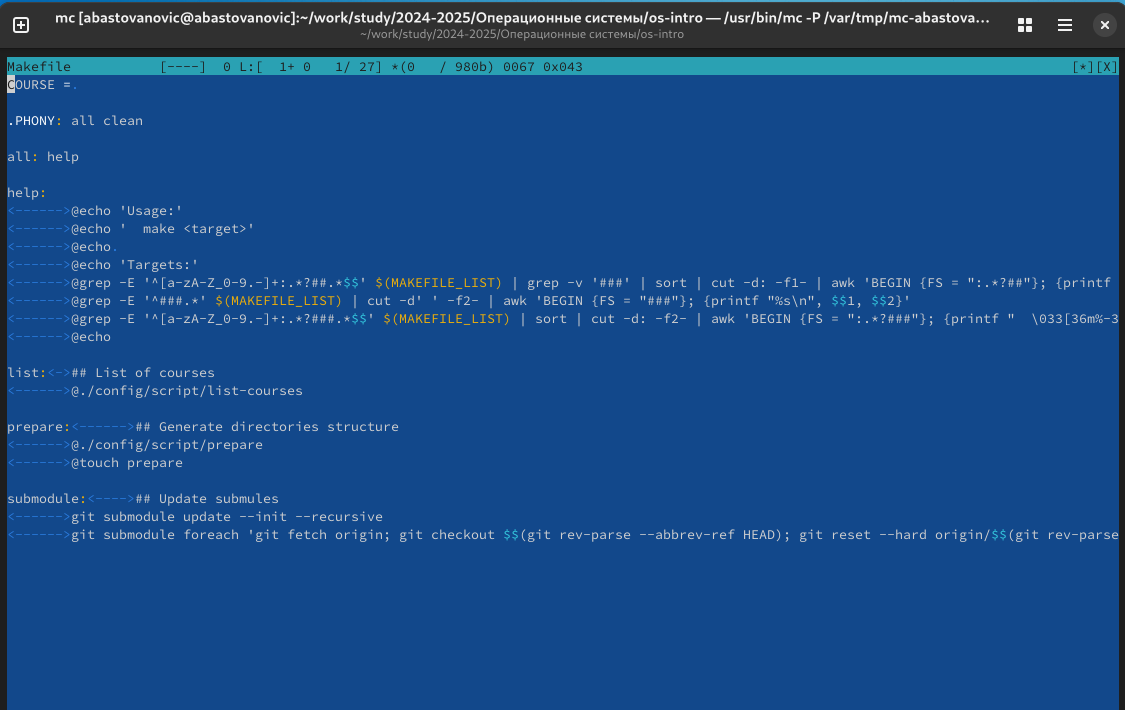 mc [abastovanovic@abastovanovic]:~/work/study/2024-2025/Операционные системы/os-intro — /usr/bin/mc -P /var/tmp/mc-abastova…
~/work/study/2024-2025/Операционные системы/os-intro
Makefile [----] 0 L:[ 1+ 0 1/ 27] *(0 / 980b) 0067 0x043 [*][X]
COURSE =.
.PHONY: all clean
all: help
help:
<------>@echo 'Usage:'
<------>@echo '  make <target>'
<------>@echo.
<------>@echo 'Targets:'
<------>@grep -E '^[a-zA-Z_0-9.-]+:.*?##.*$$' $(MAKEFILE_LIST) | grep -v '###' | sort | cut -d: -f1- | awk 'BEGIN {FS = ":.*?##"}; {printf
<------>@grep -E '^###.*' $(MAKEFILE_LIST) | cut -d' ' -f2- | awk 'BEGIN {FS = "###"}; {printf "%s\n", $$1, $$2}'
<------>@grep -E '^[a-zA-Z_0-9.-]+:.*?###.*$$' $(MAKEFILE_LIST) | sort | cut -d: -f2- | awk 'BEGIN {FS = ":.*?###"}; {printf "  \033[36m%-3
<------>@echo
list:<->## List of courses
<------>@./config/script/list-courses
prepare:<------>## Generate directories structure
<------>@./config/script/prepare
<------>@touch prepare
submodule:<---->## Update submules
<------>git submodule update --init --recursive
<------>git submodule foreach 'git fetch origin; git checkout $$(git rev-parse --abbrev-ref HEAD); git reset --hard origin/$$(git rev-parse